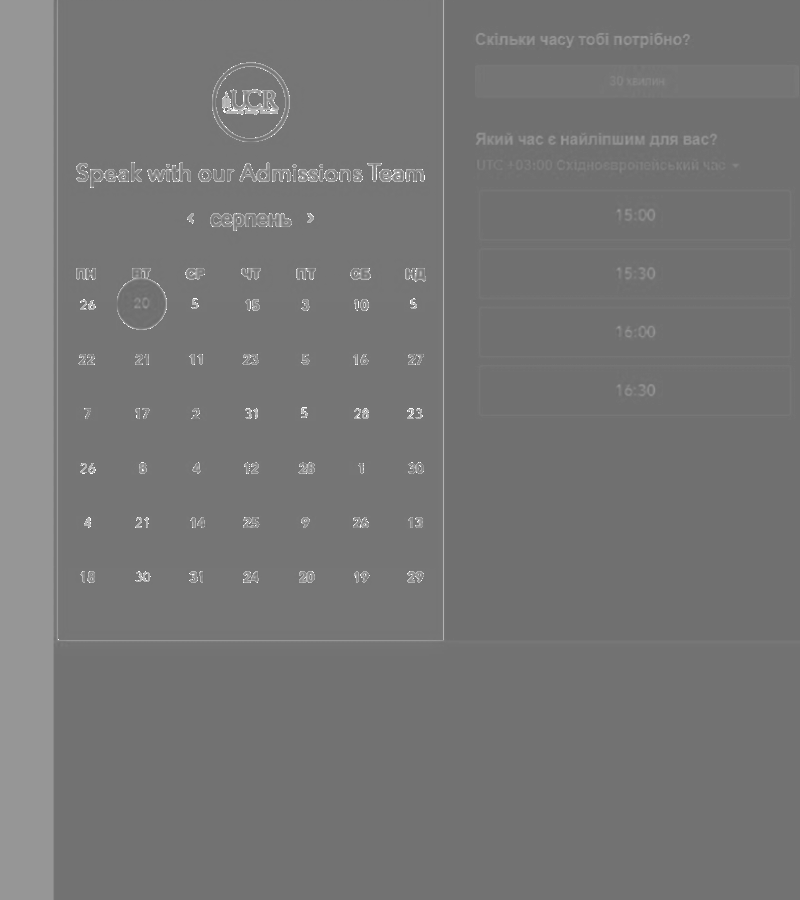 UCR
Speak with our Admissions Team
‹ серпень ›
ПН ВТ СР ЧТ ПТ СБ НД
26 20 5 15 3 10 5
22 21 11 23 5 16 27
7 17 2 31 5 28 23
26 8 4 12 28 1 30
4 21 14 25 9 26 13
18 30 31 24 20 19 29
Скільки часу тобі потрібно?
30 хвилин
Який час є найліпшим для вас?
UTC +03:00 Східноєвропейський час
15:00
15:30
16:00
16:30